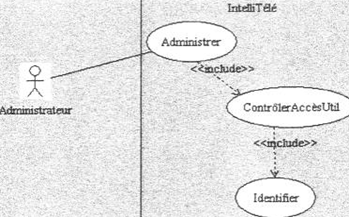 IntelliTélé
Administrer
<<include>>
Administrateur
ContrôlerAccèsUtil
<<include>>
Identifier